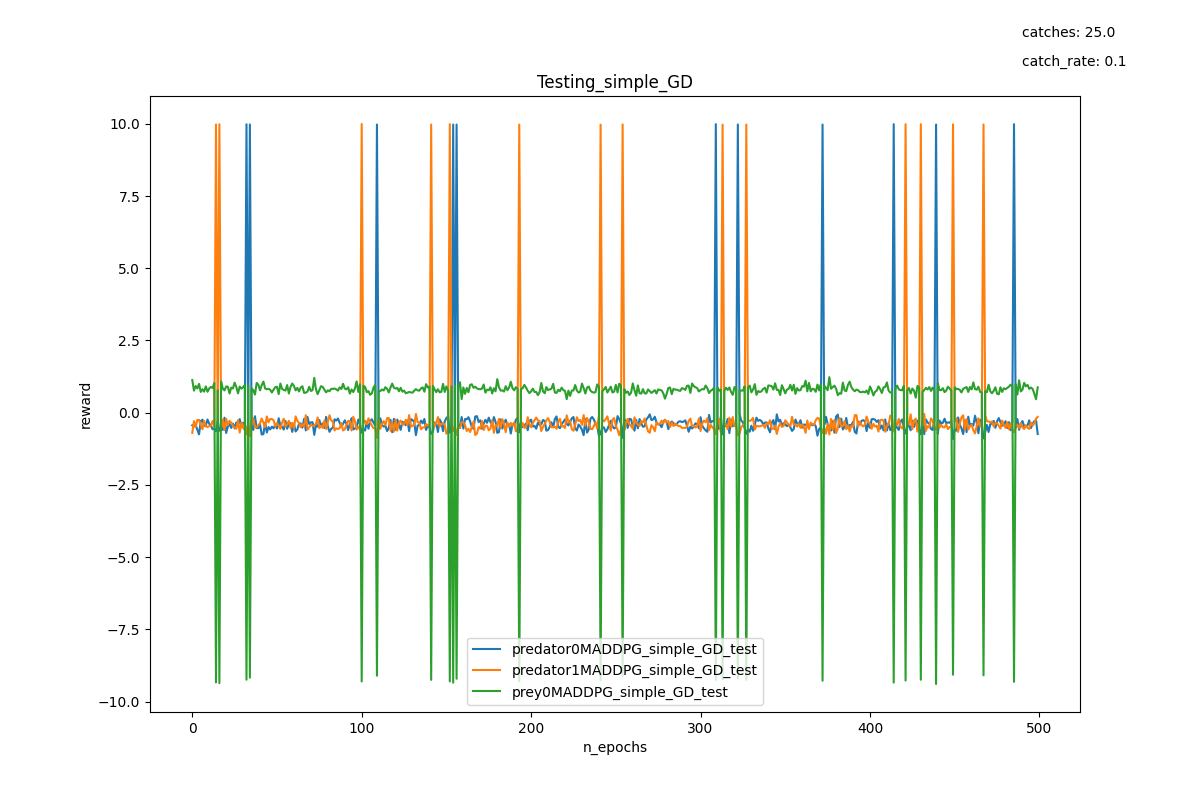 catches: 25.0
catch_rate: 0.1
Testing_simple_GD
10.0
7.5
5.0
2.5
0.0
−2.5
−5.0
−7.5
−10.0
reward
predator0MADDPG_simple_GD_test
predator1MADDPG_simple_GD_test
prey0MADDPG_simple_GD_test
0 100 200 300 400 500
n_epochs